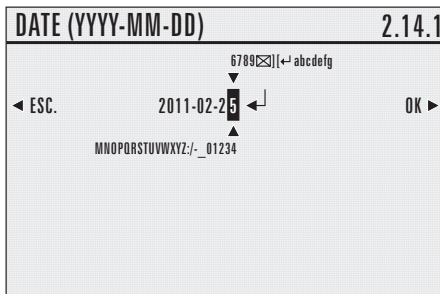 DATE (YYYY-MM-DD) 2.14.1
6789☒][↵abcdefg
◀ ESC. 2011-02-25 ↵ OK ▶
MNOPQRSTUVWXYZ:/-_01234